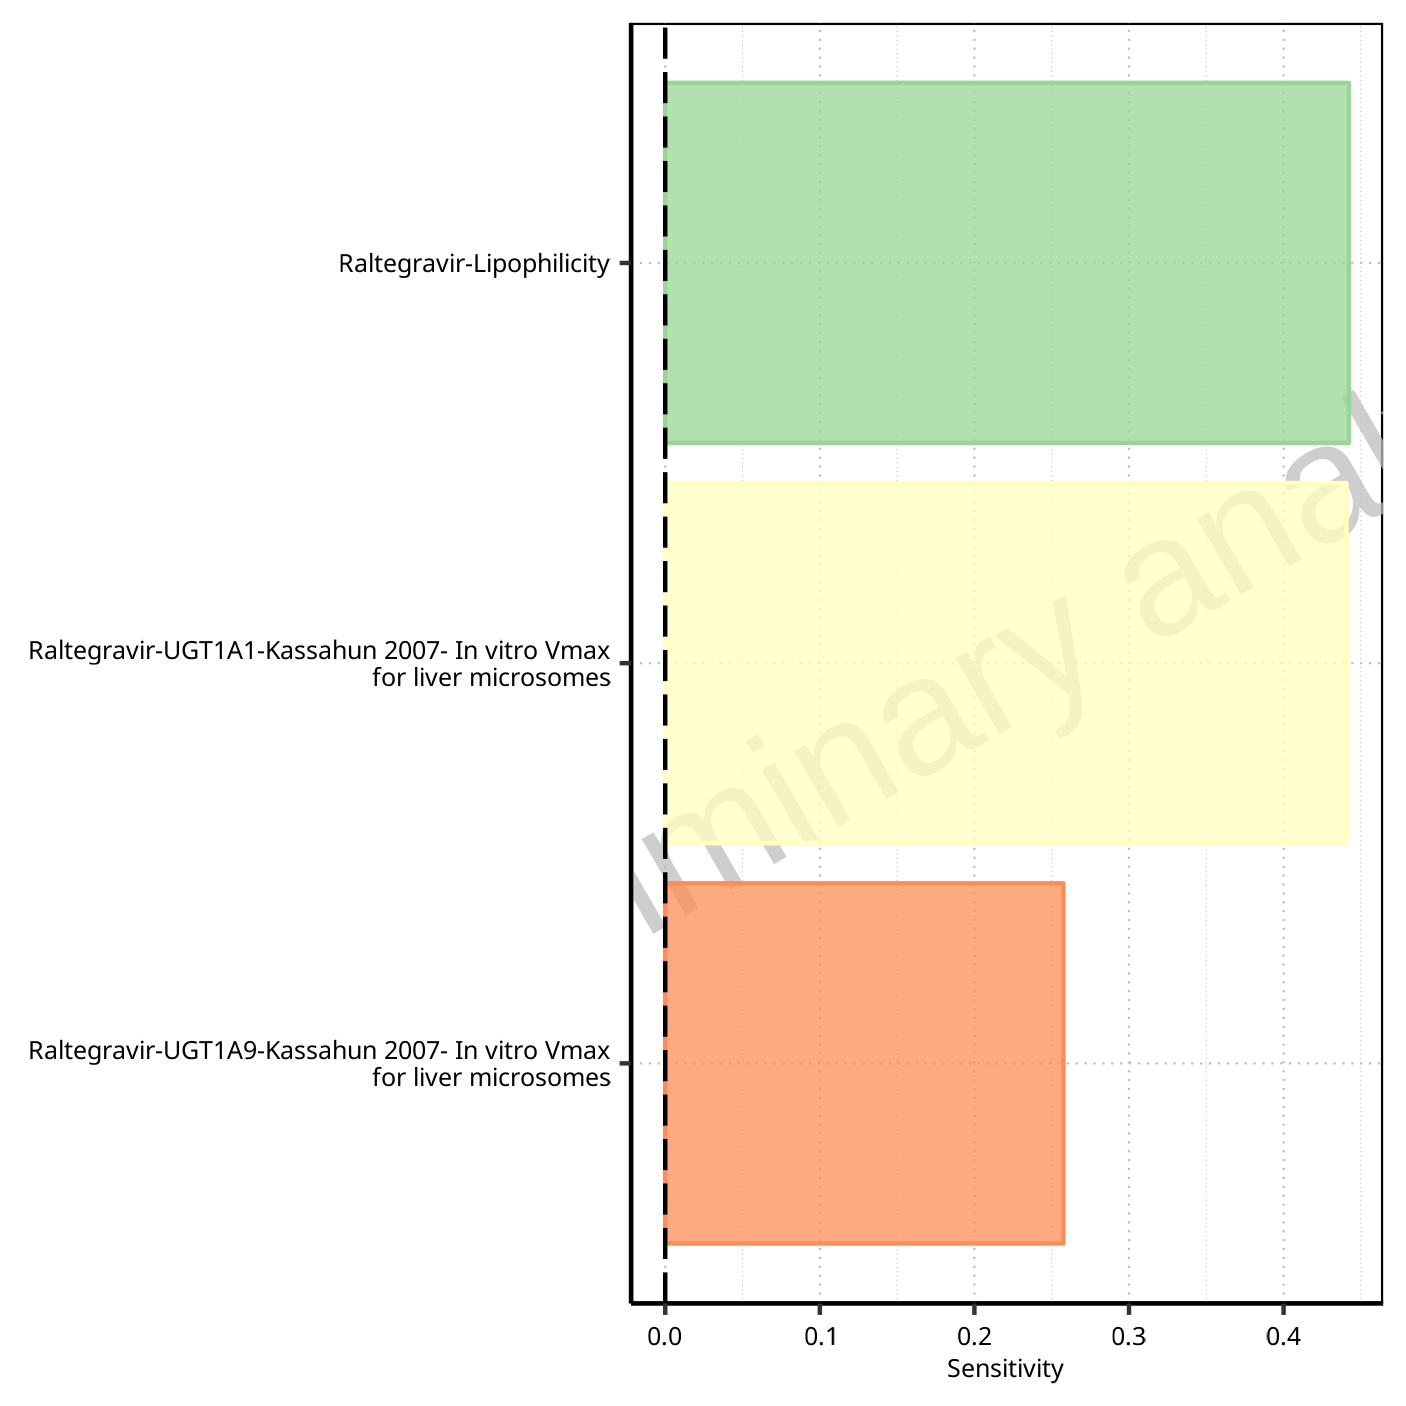 Raltegravir-Lipophilicity
Raltegravir-UGT1A1-Kassahun 2007- In vitro Vmax
for liver microsomes
Raltegravir-UGT1A9-Kassahun 2007- In vitro Vmax
for liver microsomes
minary ana
0.0 0.1 0.2 0.3 0.4
Sensitivity